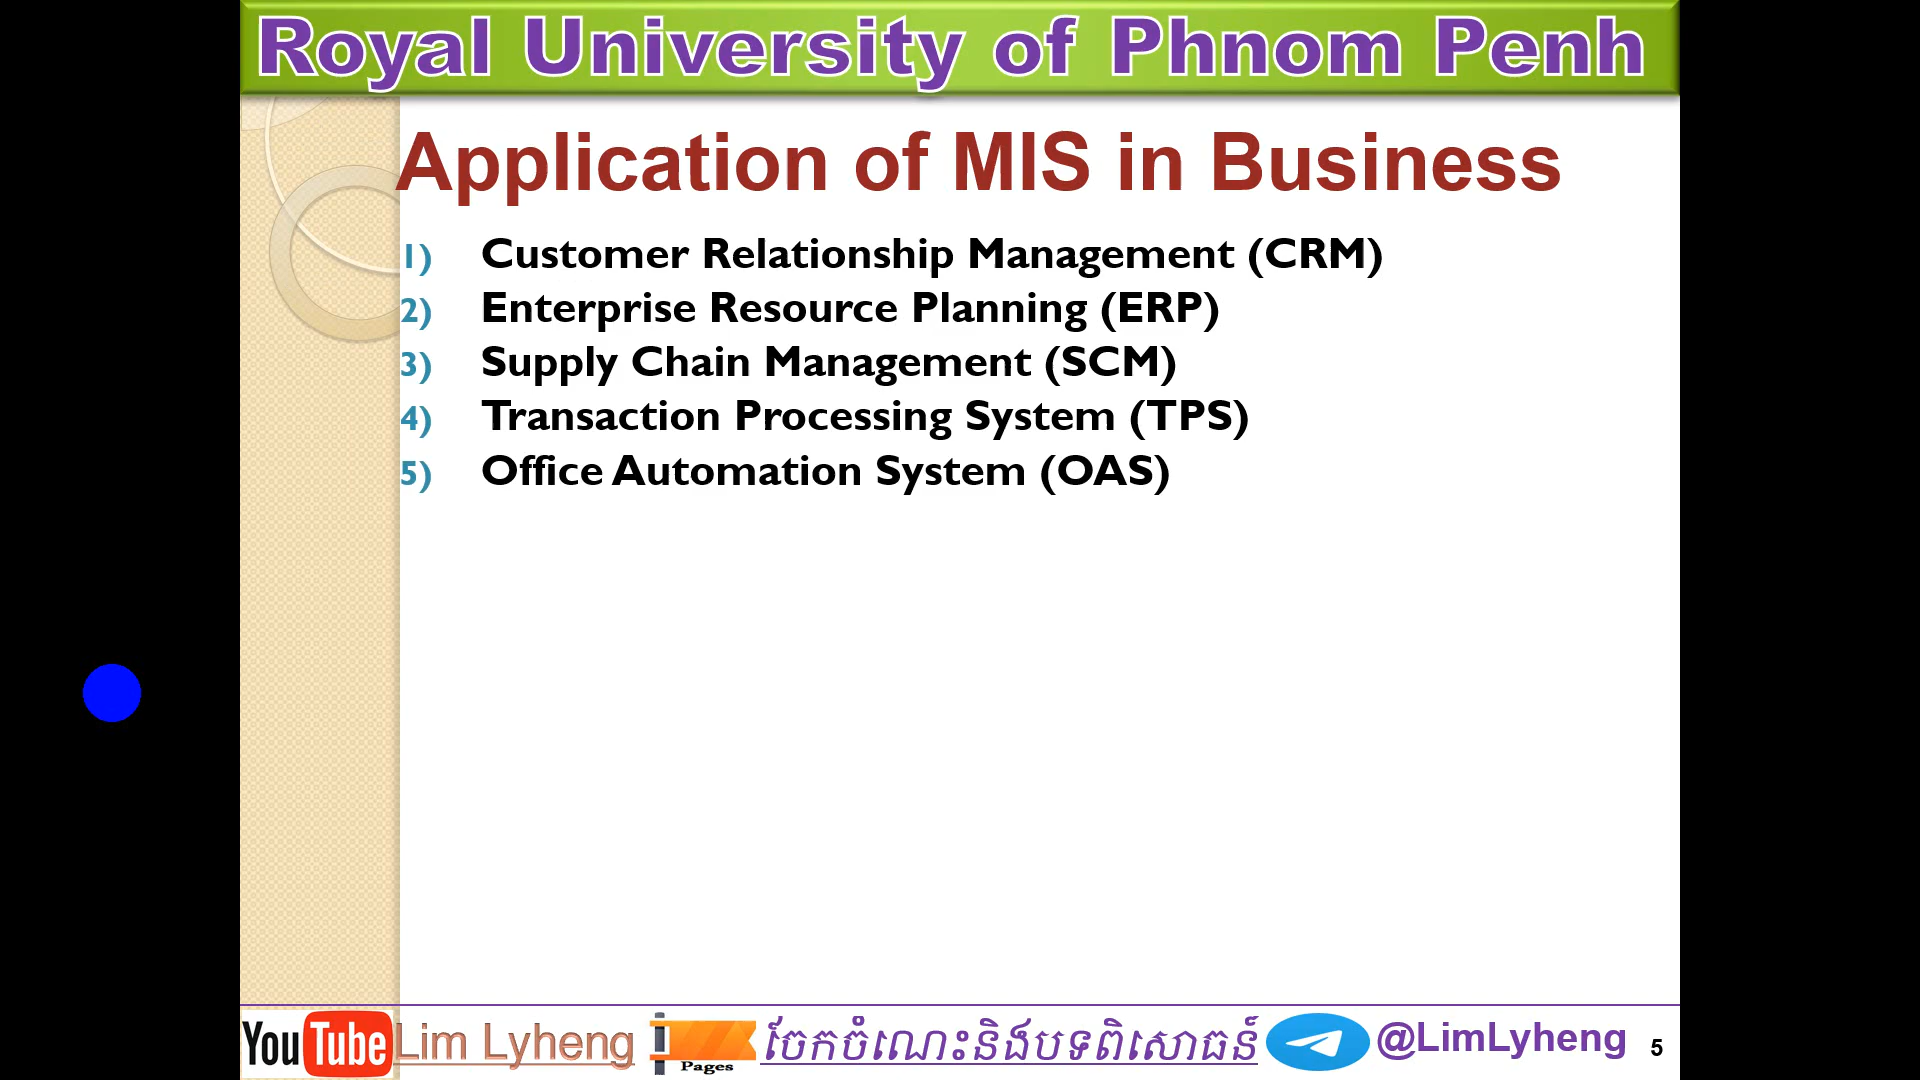 Royal University of Phnom Penh
Application of MIS in Business
1) Customer Relationship Management (CRM)
2) Enterprise Resource Planning (ERP)
3) Supply Chain Management (SCM)
4) Transaction Processing System (TPS)
5) Office Automation System (OAS)
YouTube Lim Lyheng Pages ចែកចំណេះនិងបទពិសោធន៍ @LimLyheng 5